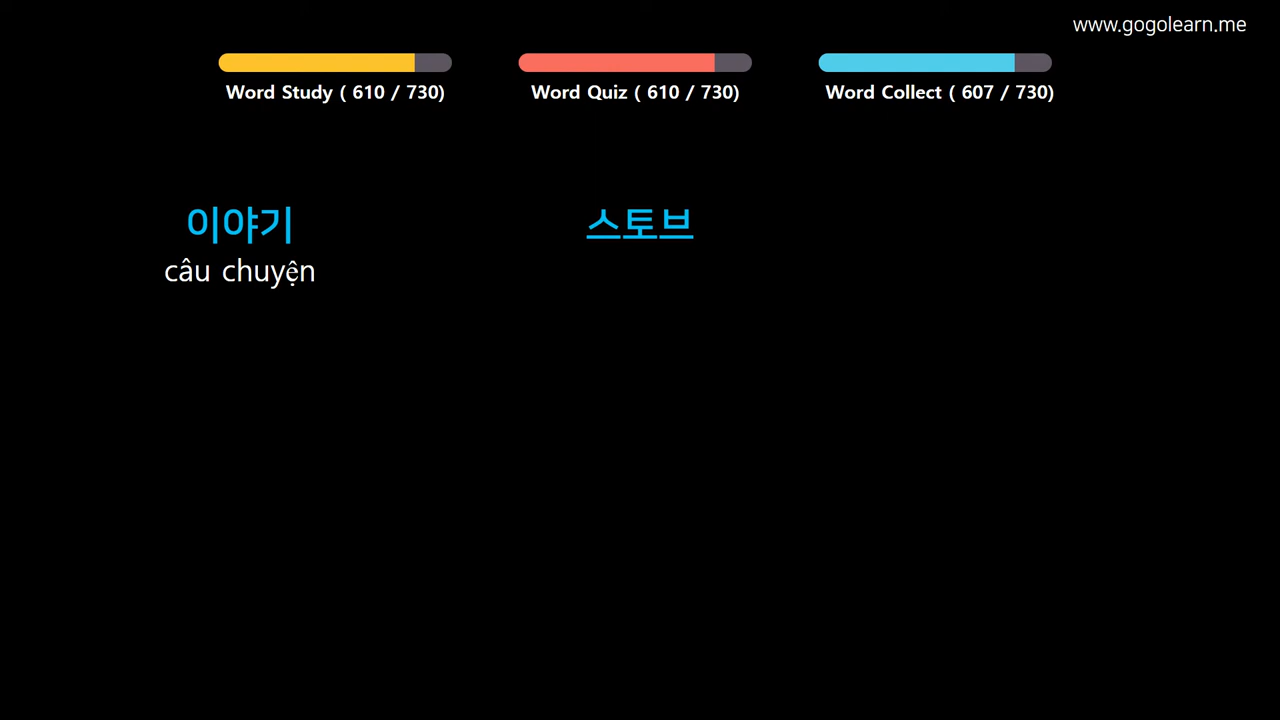 www.gogolearn.me
Word Study ( 610 / 730)
Word Quiz ( 610 / 730)
Word Collect ( 607 / 730)
이야기
câu chuyện
스토브